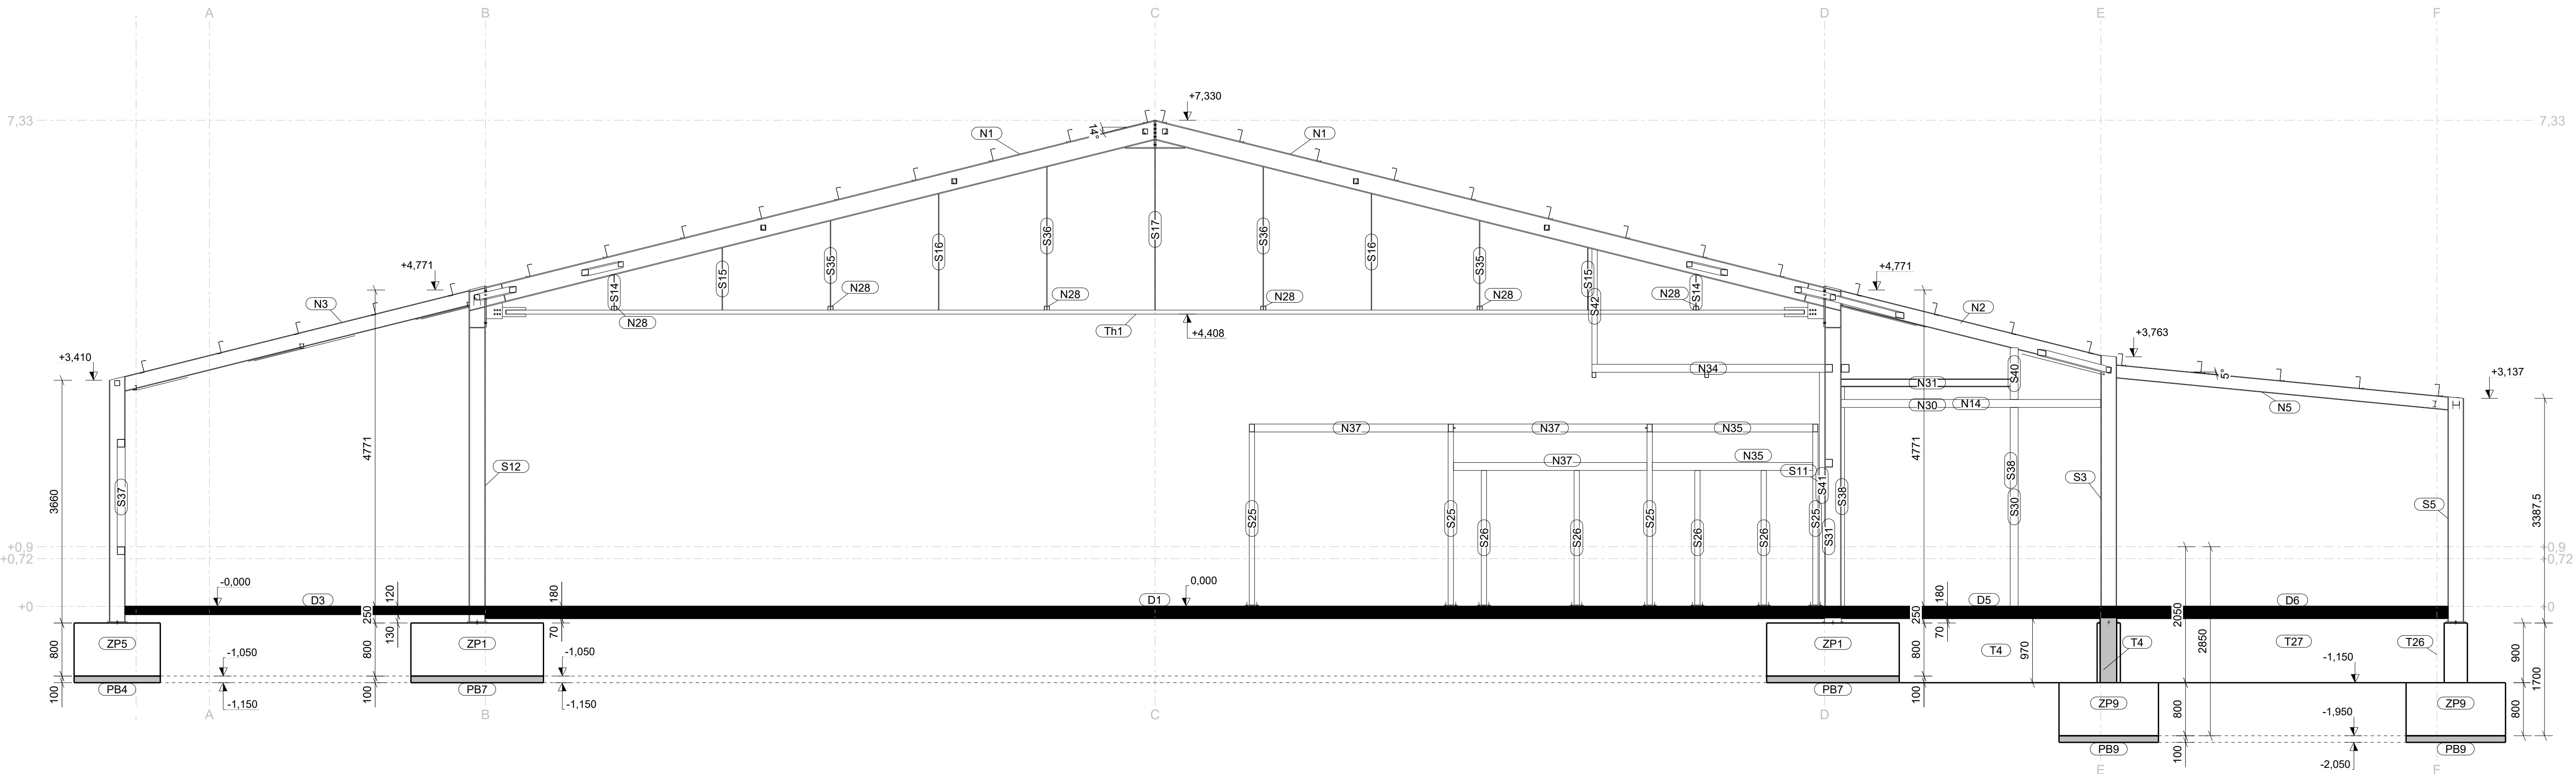 A B C D E F
+7,330
7,33 7,33
14°
N1 N1
+4,771 +4,771
N3 N2
S14 S15 S35 S16 S36 S17 S36 S16 S35 S15 S14
S42
N28 N28 N28 N28 N28 N28
Th1
+4,408
+3,410 +3,763
+3,137
5°
N34 N31 S40
N30 N14 N5
N37 N37 N35
N37 N35
4771 4771
S12 S11 S41 S38 S38 S3
3660 S37
S25 S25 S25 S25
S26 S26 S26 S26
S31 S30 S5
3387,5
+0,9 +0,9
+0,72 +0,72
-0,000 0,000
120 180 180
+0 D3 D1 D5 D6 +0
250 250
130 70 70
2050
2850
ZP5 ZP1 ZP1 T4 T4 T27 T26
800 800 800 970 900
-1,050 -1,050 -1,150
1700
PB4 PB7 PB7
100 100 100
-1,150 -1,150
ZP9 ZP9
800 800
-1,950
PB9 PB9
100
-2,050
A B C D E F